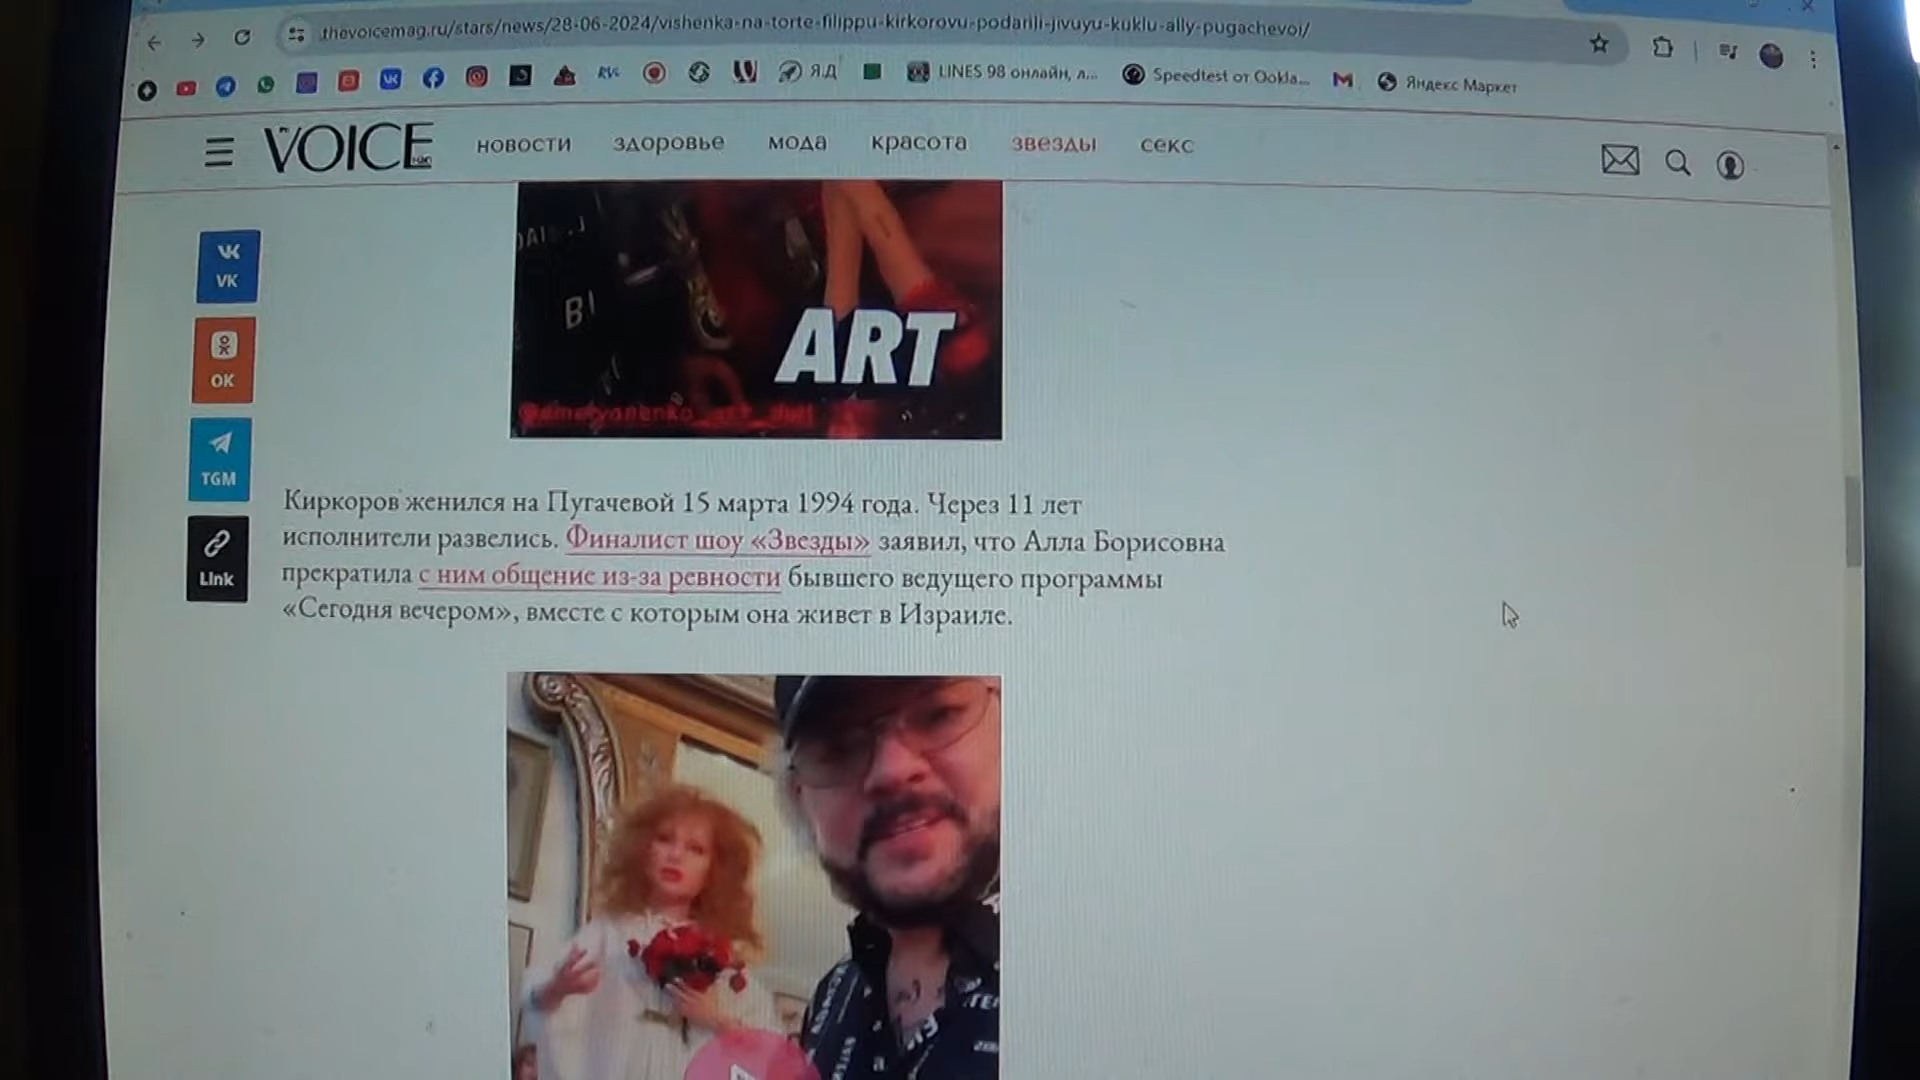 thevoicemag.ru/stars/news/28-06-2024/vishenka-na-torte-filippu-kirkorovu-podarili-jivuyu-kuklu-ally-pugachevoi/
ЯД
LINES 98 онлайн, л...
Speedtest от Ookla...
Яндекс Маркет
VOICE
новости
здоровье
мода
красота
звезды
секс
VK
OK
TGM
Link
ART
Киркоров женился на Пугачевой 15 марта 1994 года. Через 11 лет
исполнители развелись. Финалист шоу «Звезды» заявил, что Алла Борисовна
прекратила с ним общение из-за ревности бывшего ведущего программы
«Сегодня вечером», вместе с которым она живет в Израиле.